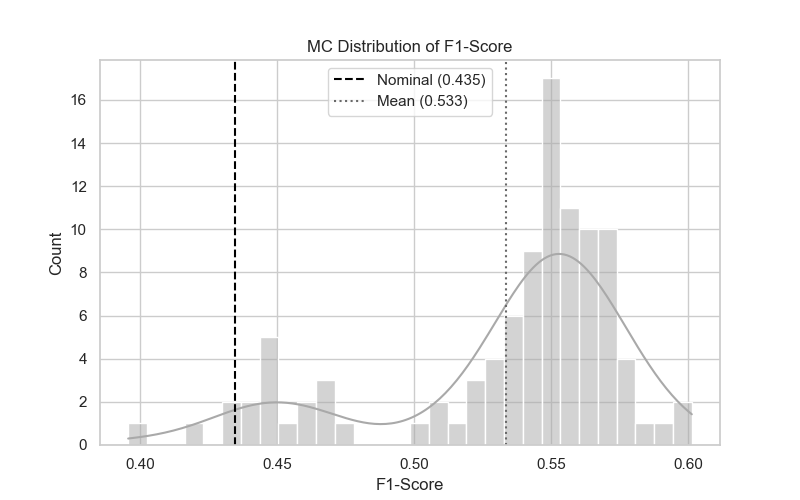 MC Distribution of F1-Score
Nominal (0.435)
Mean (0.533)
16
14
12
10
8
6
4
2
0
Count
0.40 0.45 0.50 0.55 0.60
F1-Score